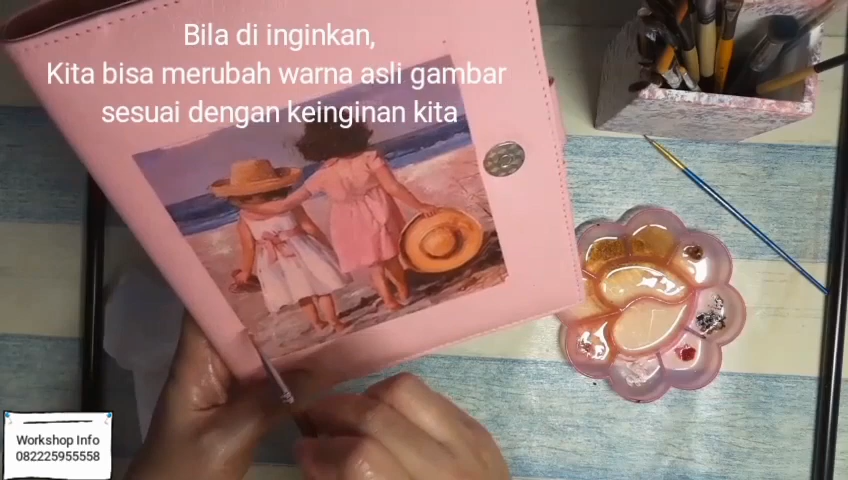 Bila di inginkan,
Kita bisa merubah warna asli gambar
sesuai dengan keinginan kita
Workshop Info
082225955558